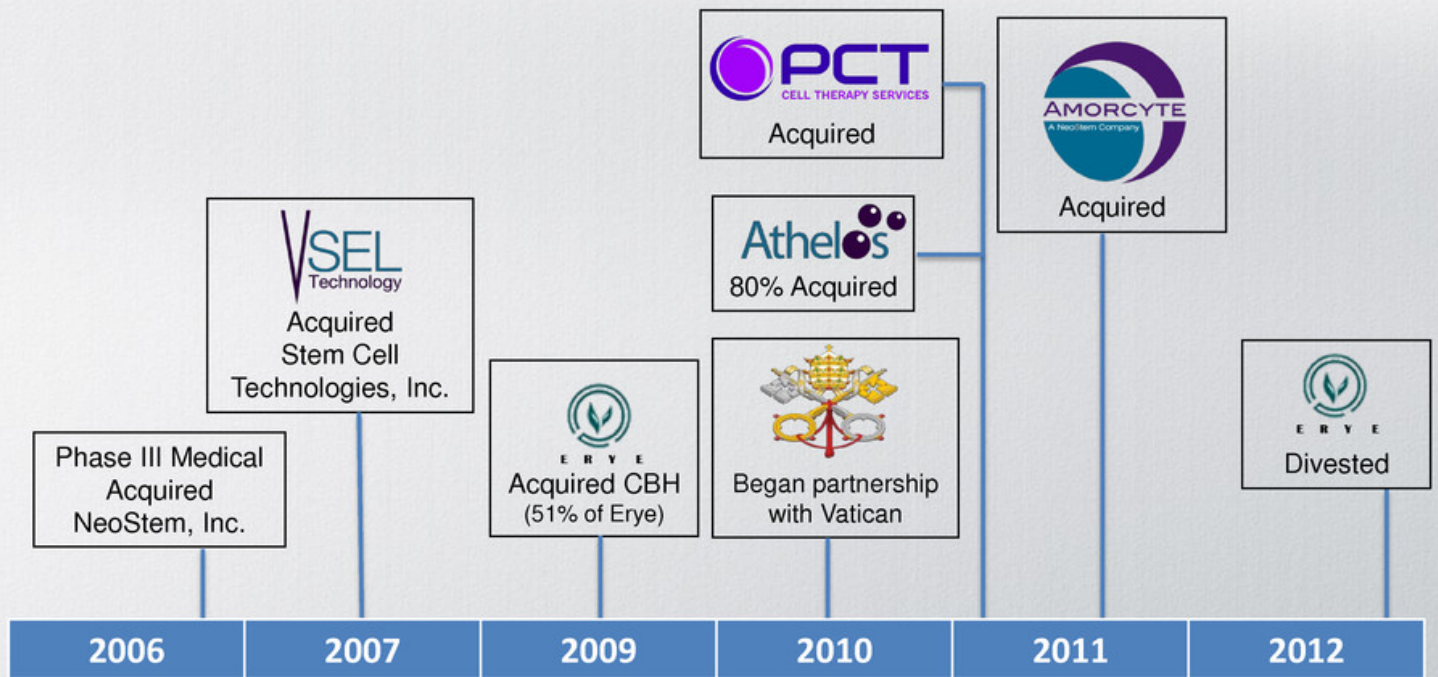 PCT
CELL THERAPY SERVICES
Acquired
AMORCYTE
A NeoStem Company
Acquired
VSEL
Technology
Acquired
Stem Cell
Technologies, Inc.
Athelos
80% Acquired
Phase III Medical
Acquired
NeoStem, Inc.
ERYE
Acquired CBH
(51% of Erye)
Began partnership
with Vatican
ERYE
Divested
2006 2007 2009 2010 2011 2012